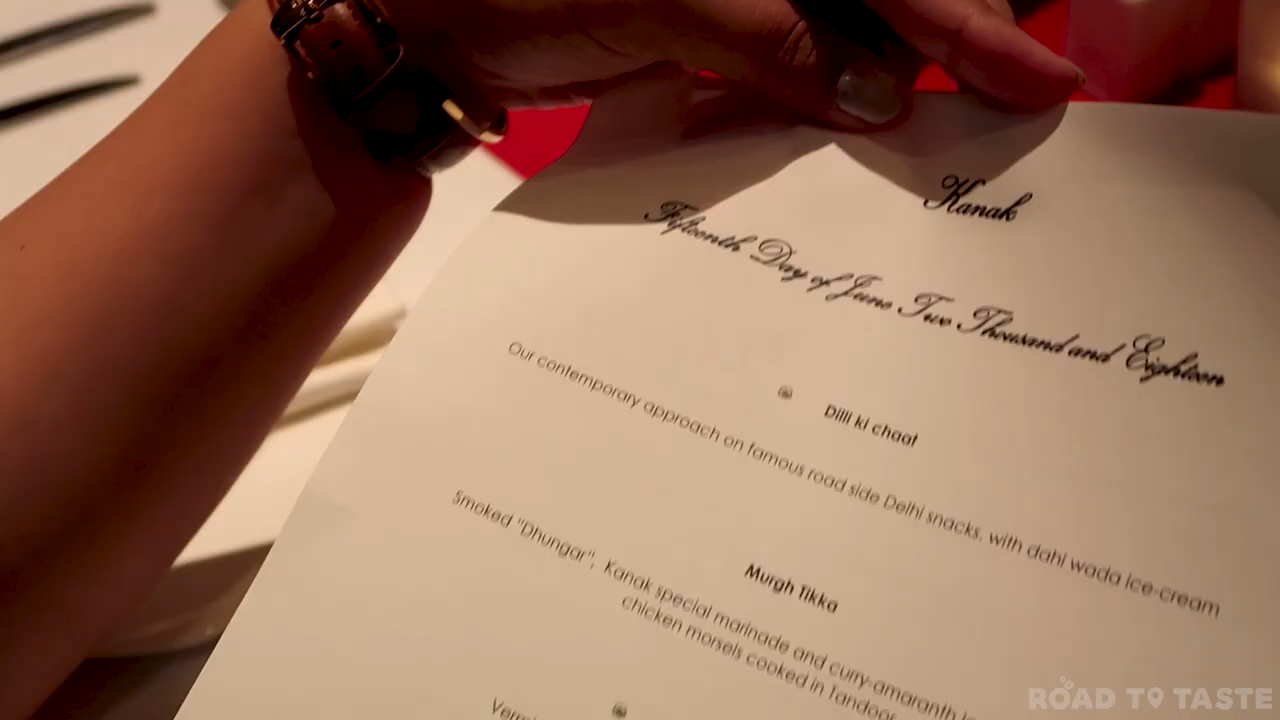 Kanak
Fifteenth Day of June Two Thousand and Eighteen
Dilli ki chaat
Our contemporary approach on famous road side Delhi snacks, with dahi wada ice-cream
Murgh Tikka
Smoked "Dhungar", Kanak special marinade and curry-amaranth
chicken morsels cooked in Tandoor
ROAD TO TASTE